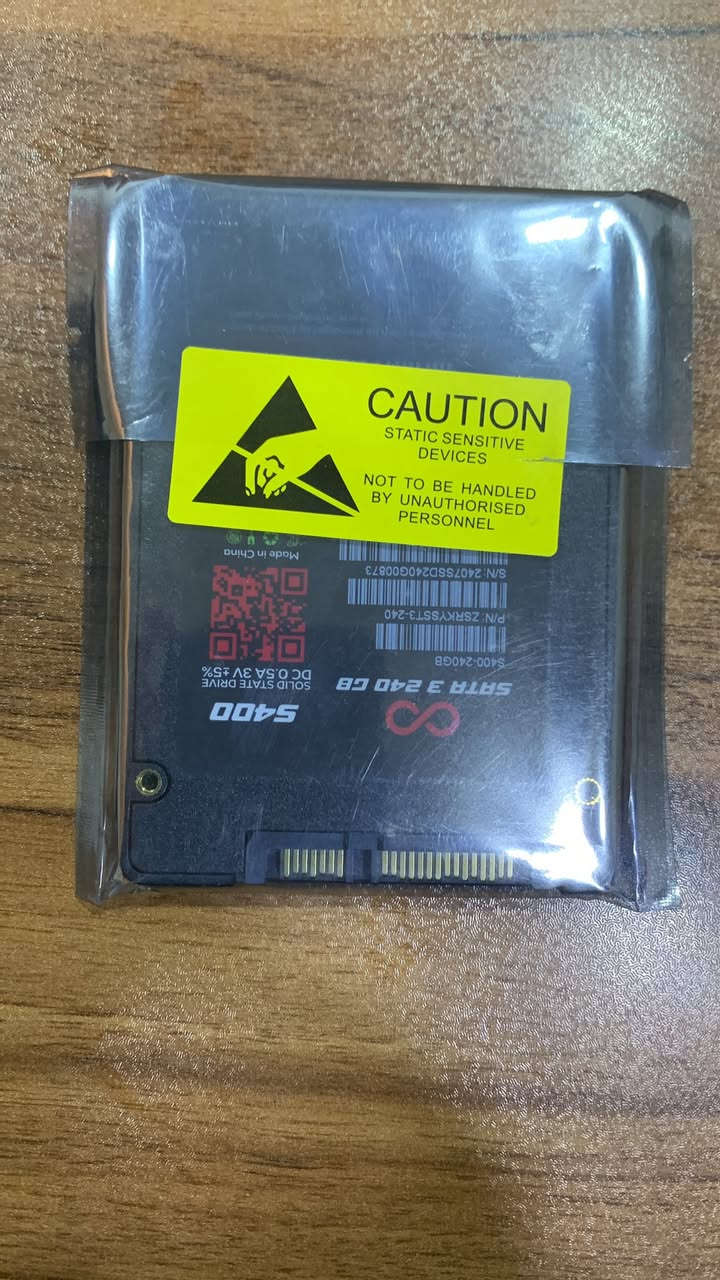 CAUTION
STATIC SENSITIVE
DEVICES
NOT TO BE HANDLED
BY UNAUTHORISED
PERSONNEL
S400
SOLID STATE DRIVE
DC 0.5A 3V ±5%
Made in China
SATA 3 240 GB
S400-240GB
P/N: ZSRKYSST3-240
S/N: 2407SSD240G00873